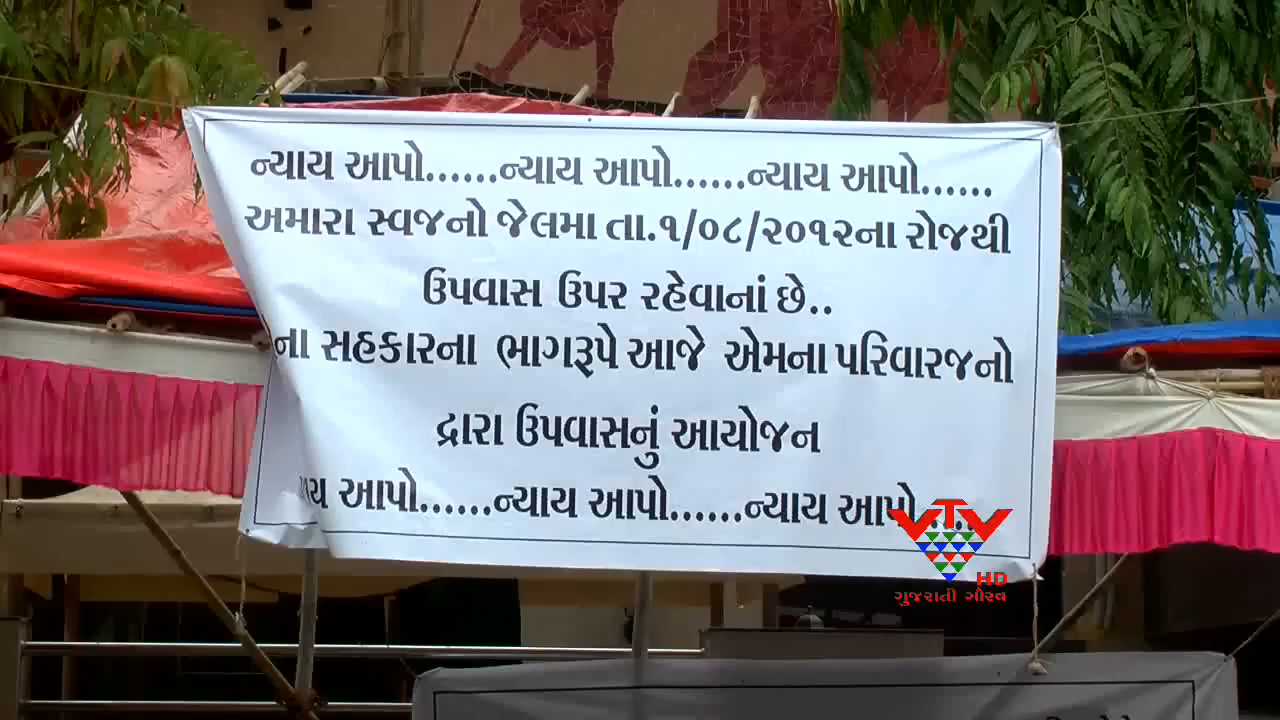 ન્યાય આપો......ન્યાય આપો......ન્યાય આપો......
અમારા સ્વજનો જેલમા તા.૧/૦૮/૨૦૧૨ના રોજથી
ઉપવાસ ઉપર રહેવાનાં છે..
ના સહકારના ભાગરૂપે આજે એમના પરિવારજનો
દ્રારા ઉપવાસનું આયોજન
આપો......ન્યાય આપો......ન્યાય આપો.....
VTV
HD
ગુજરાતી ગૌરવ